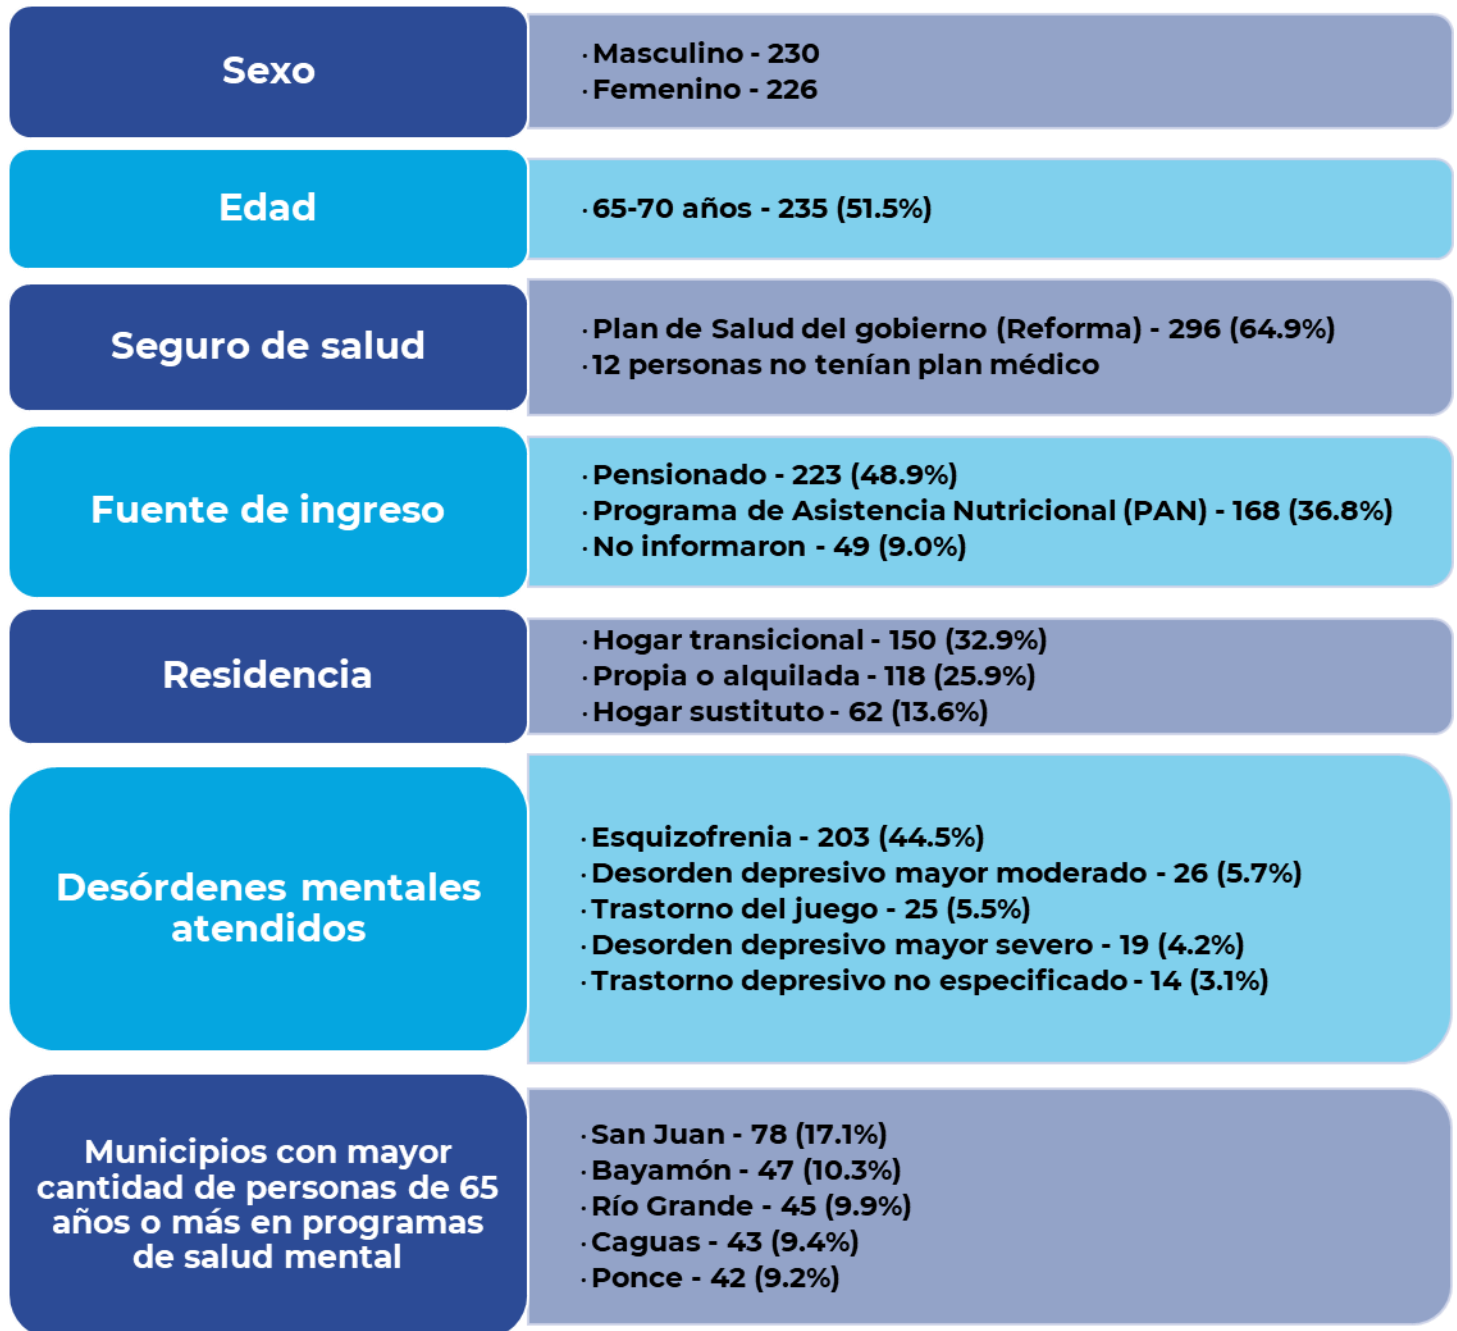 Sexo
· Masculino - 230
· Femenino - 226
Edad
· 65-70 años - 235 (51.5%)
Seguro de salud
· Plan de Salud del gobierno (Reforma) - 296 (64.9%)
· 12 personas no tenían plan médico
Fuente de ingreso
· Pensionado - 223 (48.9%)
· Programa de Asistencia Nutricional (PAN) - 168 (36.8%)
· No informaron - 49 (9.0%)
Residencia
· Hogar transicional - 150 (32.9%)
· Propia o alquilada - 118 (25.9%)
· Hogar sustituto - 62 (13.6%)
Desórdenes mentales
atendidos
· Esquizofrenia - 203 (44.5%)
· Desorden depresivo mayor moderado - 26 (5.7%)
· Trastorno del juego - 25 (5.5%)
· Desorden depresivo mayor severo - 19 (4.2%)
· Trastorno depresivo no especificado - 14 (3.1%)
Municipios con mayor
cantidad de personas de 65
años o más en programas
de salud mental
· San Juan - 78 (17.1%)
· Bayamón - 47 (10.3%)
· Río Grande - 45 (9.9%)
· Caguas - 43 (9.4%)
· Ponce - 42 (9.2%)